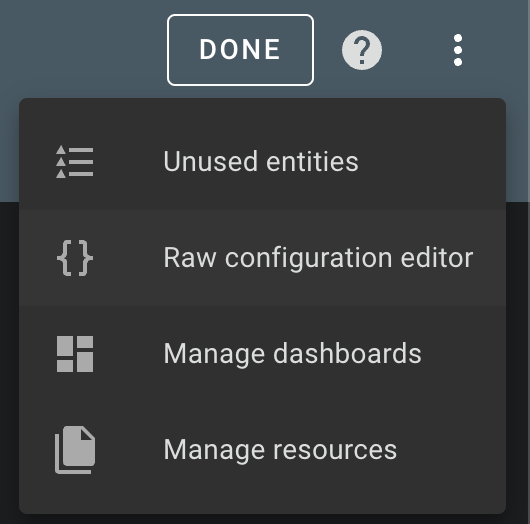 DONE
Unused entities
Raw configuration editor
Manage dashboards
Manage resources